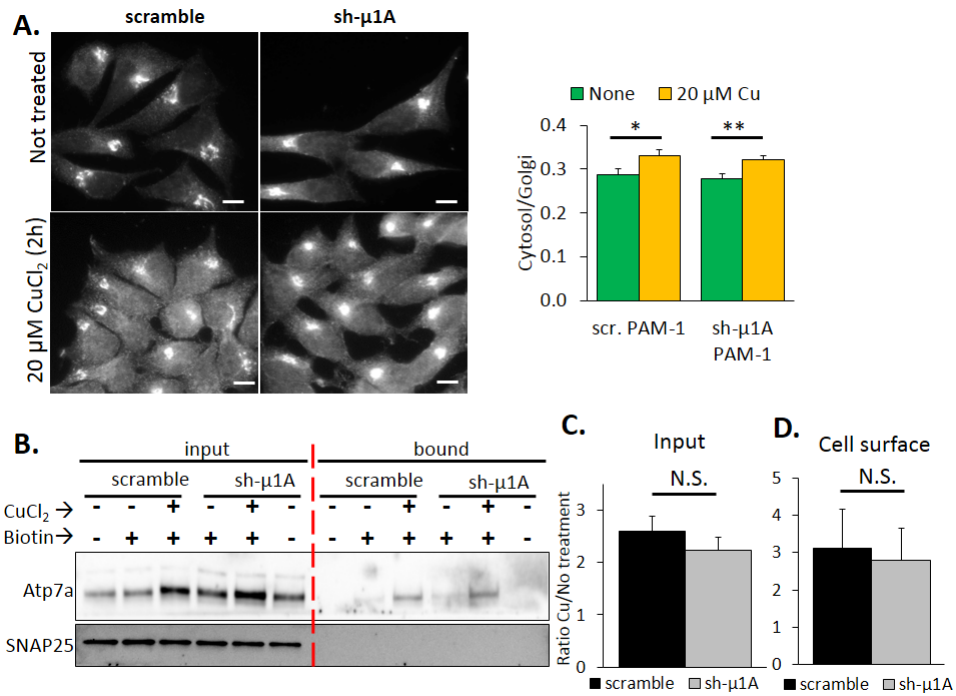 A.
scramble
sh-µ1A
Not treated
20 µM CuCl2 (2h)
None
20 µM Cu
Cytosol/Golgi
0.4
0.3
0.2
0.1
0.0
*
**
scr. PAM-1
sh-µ1A
PAM-1
B.
input
bound
scramble
sh-µ1A
scramble
sh-µ1A
CuCl2 →
- - + - + - - - + - + -
Biotin→
- + + + + - - + + + + -
Atp7a
SNAP25
C.
Input
N.S.
Ratio Cu/No treatment
3
2
1
0
scramble
sh-µ1A
D.
Cell surface
N.S.
5
4
3
2
1
0
scramble
sh-µ1A